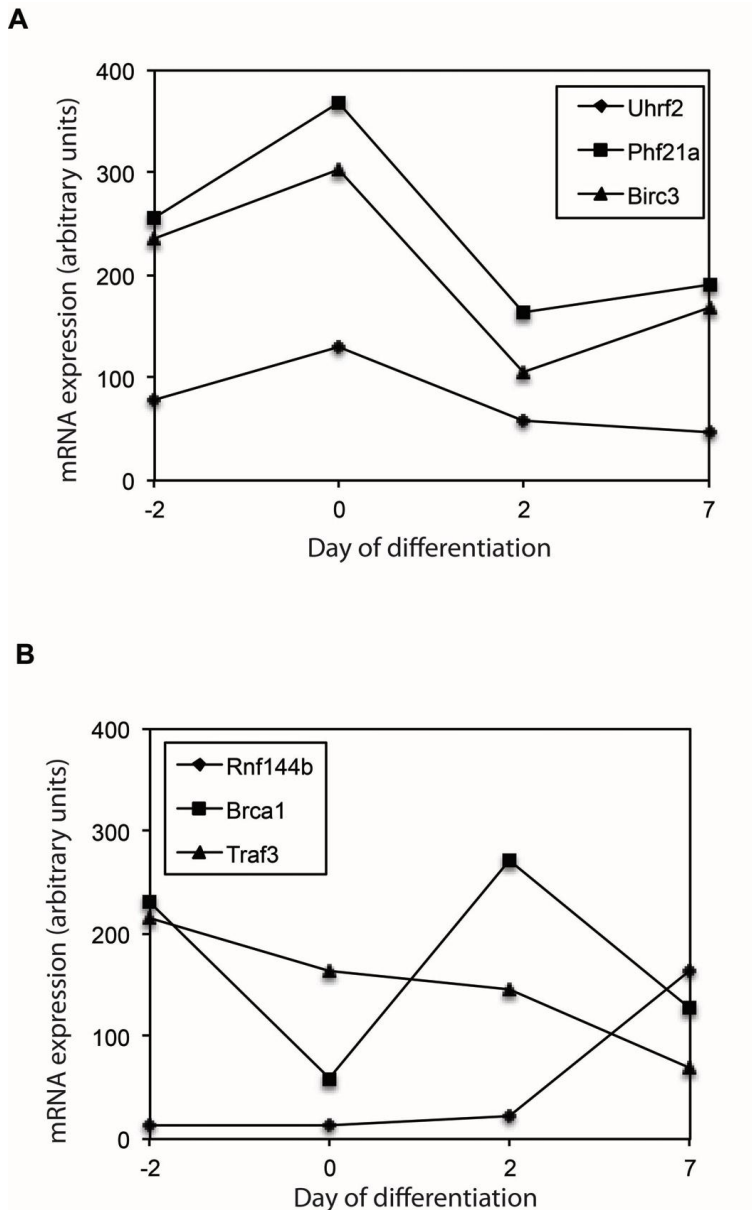 A
mRNA expression (arbitrary units)
400
300
200
100
0
Uhrf2
Phf21a
Birc3
-2 0 2 7
Day of differentiation
B
mRNA expression (arbitrary units)
400
300
200
100
0
Rnf144b
Brca1
Traf3
-2 0 2 7
Day of differentiation